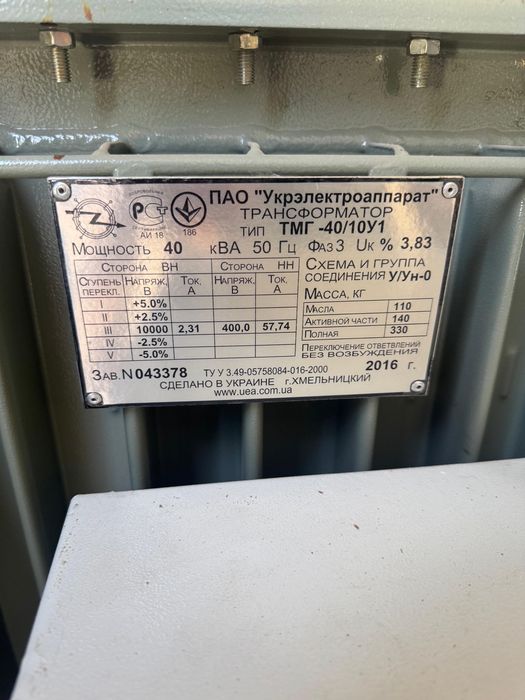 ПАО "Укрэлектроаппарат"
ТРАНСФОРМАТОР
АИ 18 186 ТИП ТМГ -40/10У1
Мощность 40 кВА 50 Гц Фаз 3 Uк % 3,83
Сторона ВН Сторона НН Схема и группа
соединения У/Ун-0
Ступень перекл. Напряж. В Ток. А Напряж. В Ток. А
Масса, кг
I +5.0% Масла 110
II +2.5% Активной части 140
III 10000 2,31 400,0 57,74 Полная 330
IV -2.5% Переключение ответвлений
V -5.0% без возбуждения
Зав.N 043378 ТУ У 3.49-05758084-016-2000 2016 г.
СДЕЛАНО В УКРАИНЕ г.ХМЕЛЬНИЦКИЙ
www.uea.com.ua